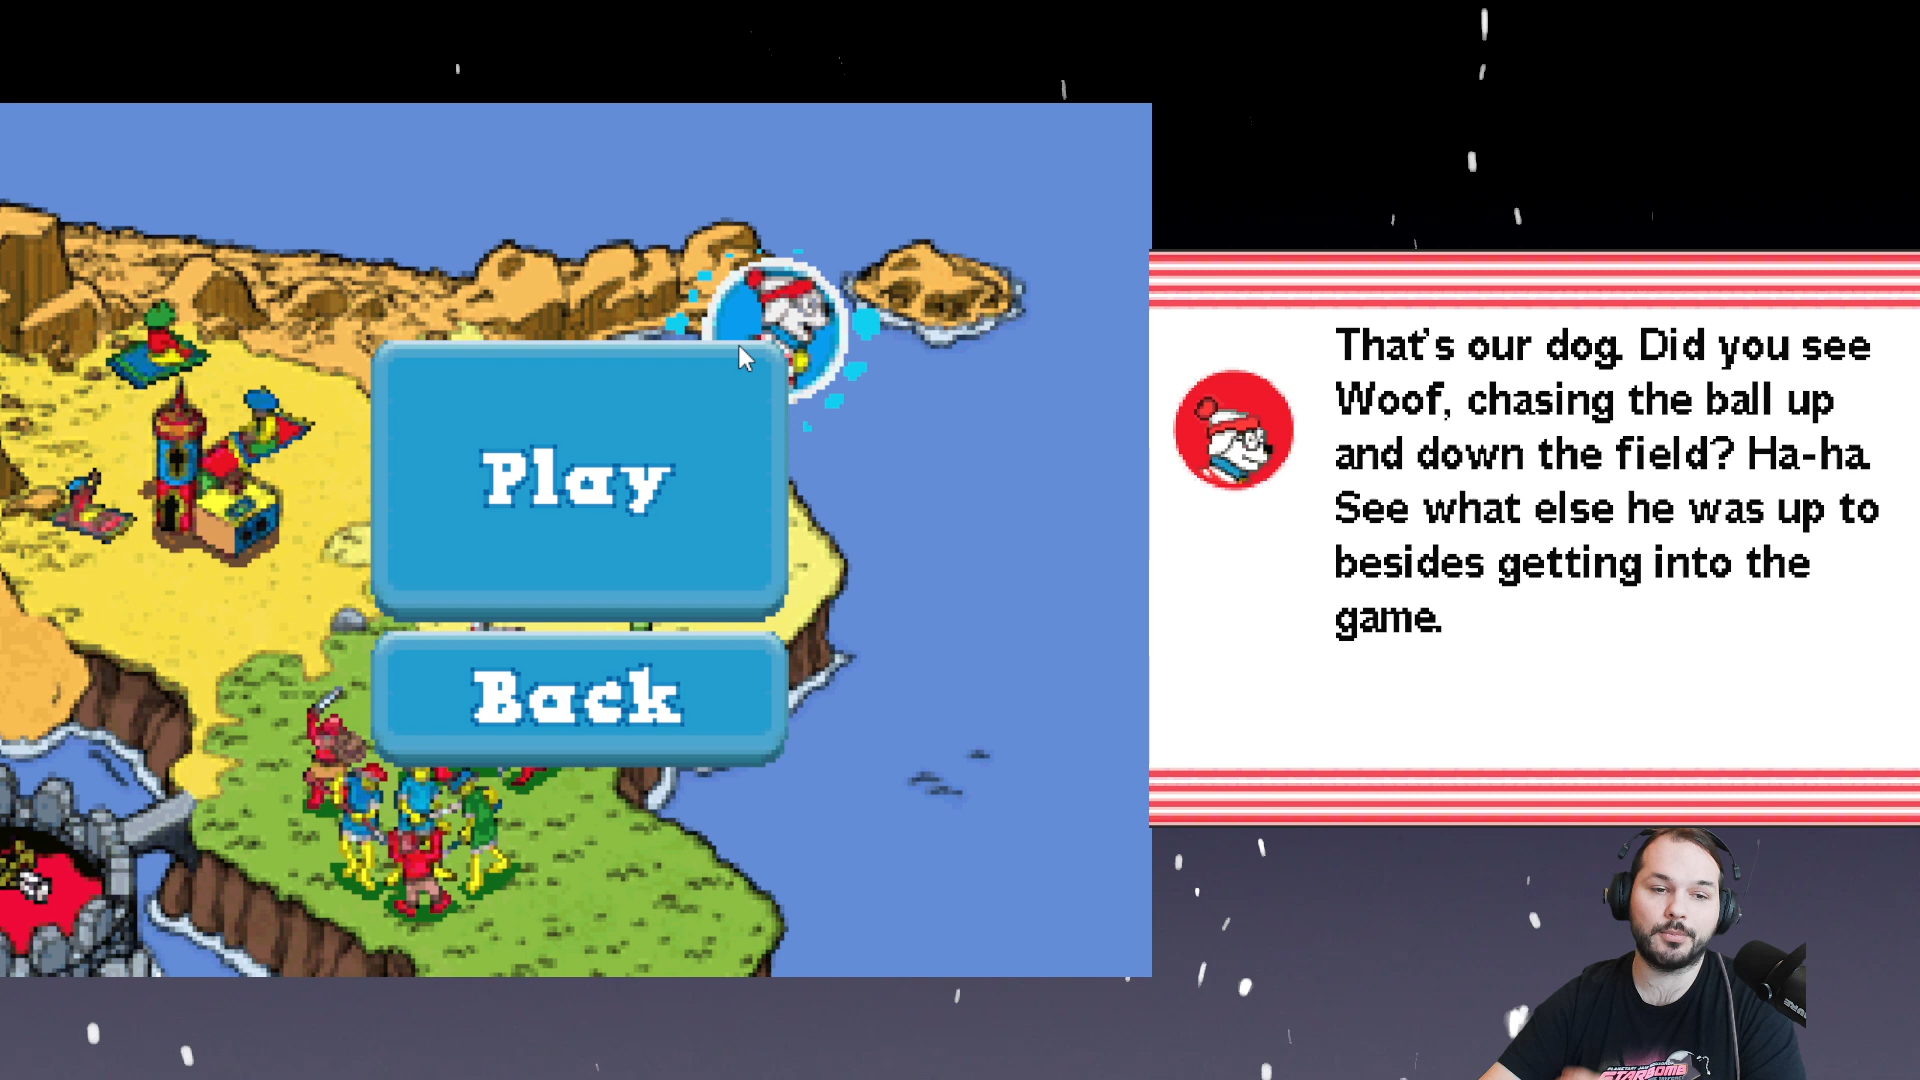 Play
Back
That's our dog. Did you see
Woof, chasing the ball up
and down the field? Ha-ha.
See what else he was up to
besides getting into the
game.
STARBOMB